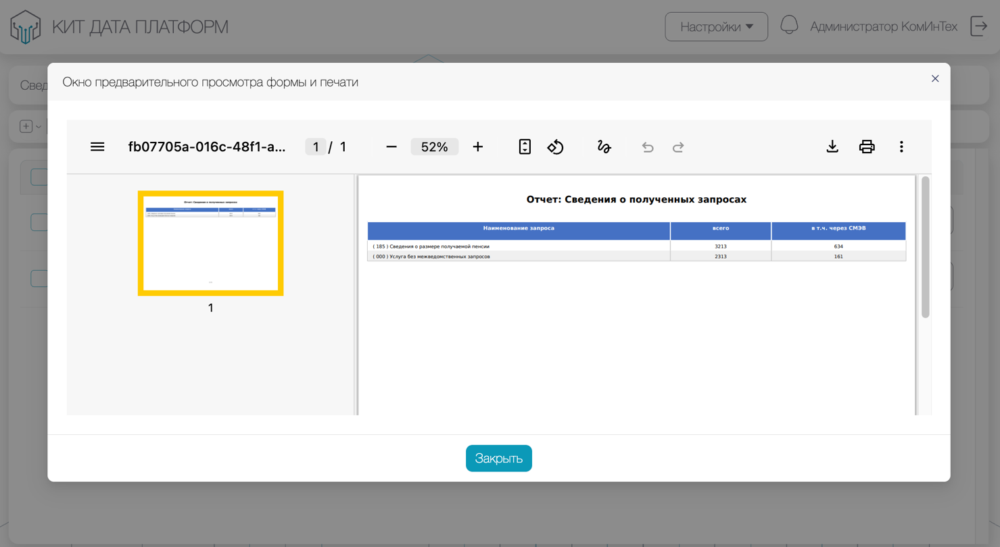 КИТ ДАТА ПЛАТФОРМ
Настройки
Администратор КомИнТех
Свед
Окно предварительного просмотра формы и печати
fb07705a-016c-48f1-a... 1 / 1 52%
Отчет: Сведения о полученных запросах
Наименование запроса всего в т.ч. через СМЭВ
( 185 ) Сведения о размере получаемой пенсии 3213 634
( 000 ) Услуга без межведомственных запросов 2313 161
1
Закрыть